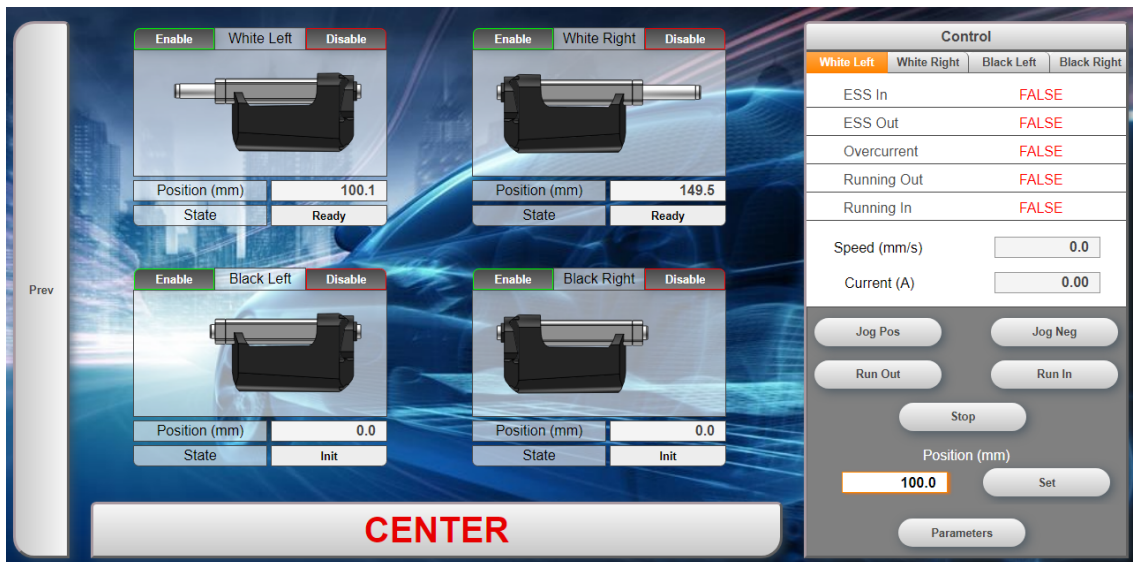 Prev
Enable White Left Disable
Position (mm) 100.1
State Ready
Enable White Right Disable
Position (mm) 149.5
State Ready
Enable Black Left Disable
Position (mm) 0.0
State Init
Enable Black Right Disable
Position (mm) 0.0
State Init
CENTER
Control
White Left White Right Black Left Black Right
ESS In FALSE
ESS Out FALSE
Overcurrent FALSE
Running Out FALSE
Running In FALSE
Speed (mm/s) 0.0
Current (A) 0.00
Jog Pos Jog Neg
Run Out Run In
Stop
Position (mm)
100.0 Set
Parameters